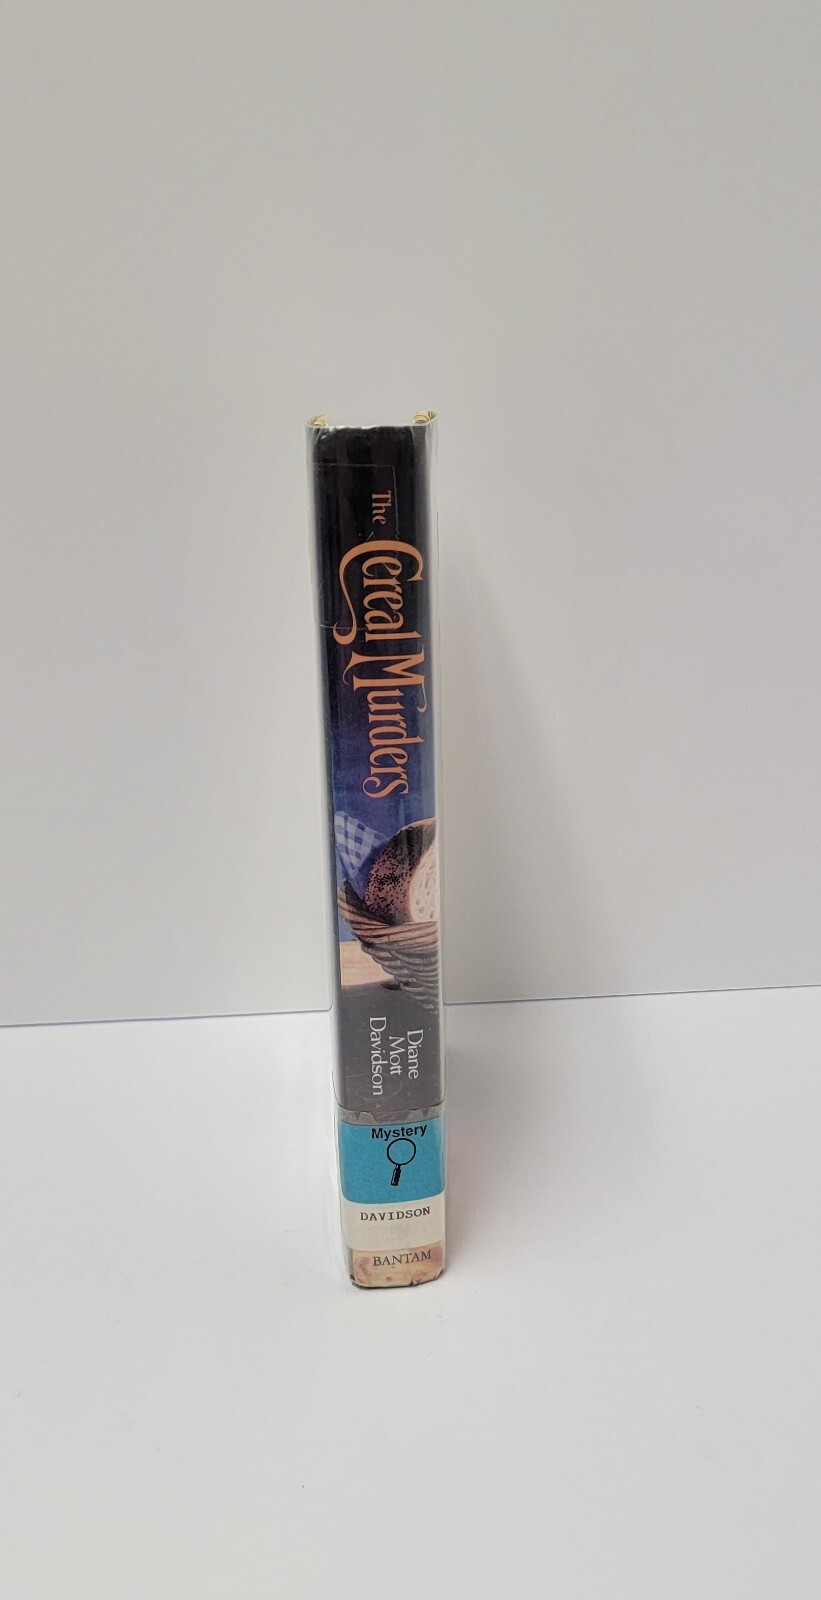 The Cereal Murders
Diane
Mott
Davidson
Mystery
DAVIDSON
BANTAM